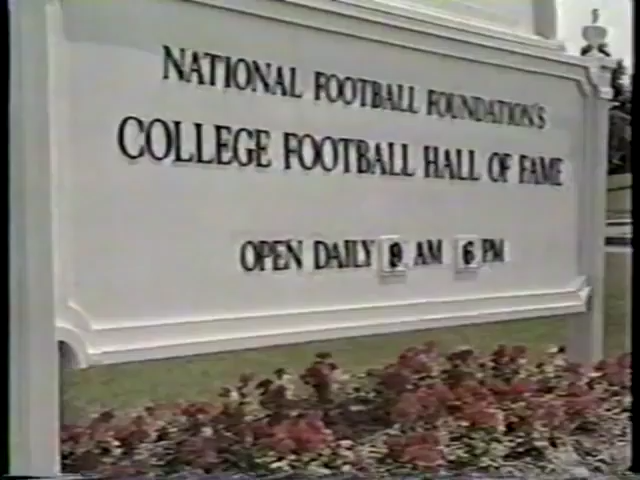 NATIONAL FOOTBALL FOUNDATION'S
COLLEGE FOOTBALL HALL OF FAME
OPEN DAILY 9 AM 6 PM